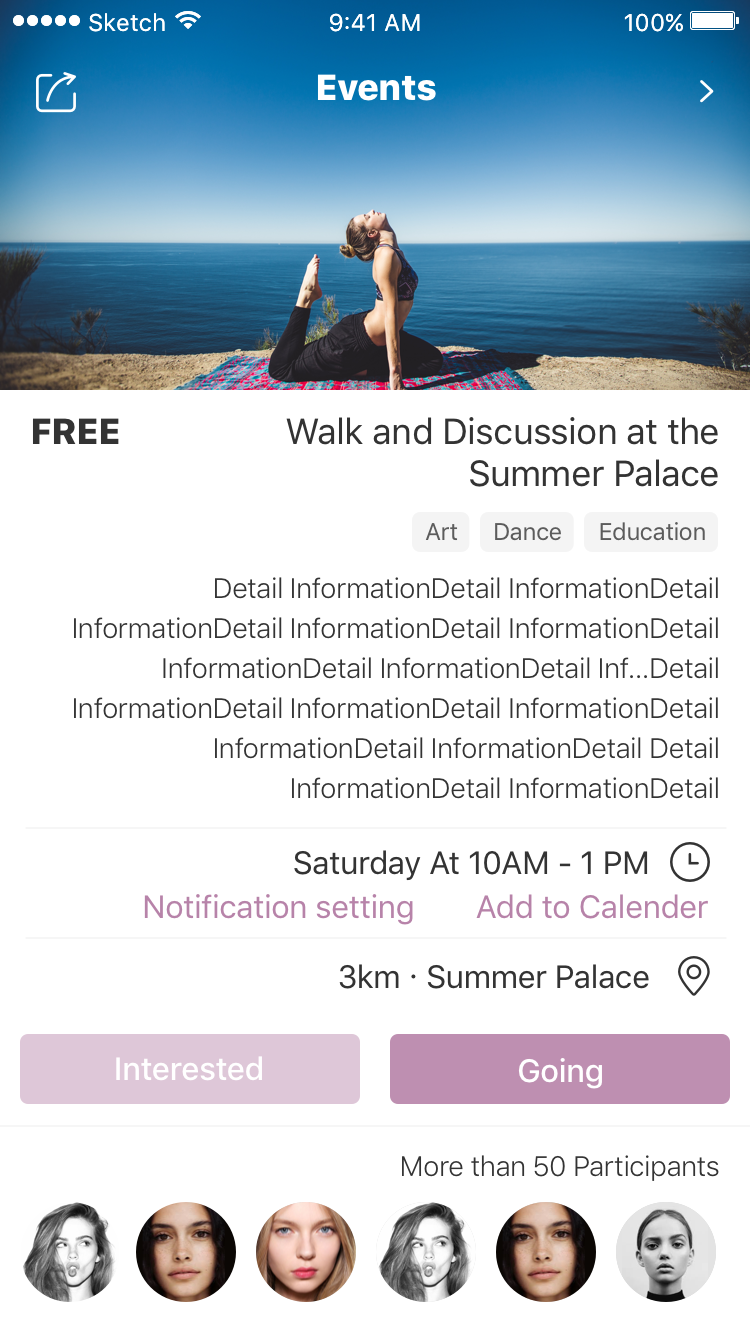 Sketch 9:41 AM 100%
Events
FREE
Walk and Discussion at the
Summer Palace
Art Dance Education
Detail InformationDetail InformationDetail
InformationDetail InformationDetail InformationDetail
InformationDetail InformationDetail Inf...Detail
InformationDetail InformationDetail InformationDetail
InformationDetail InformationDetail Detail
InformationDetail InformationDetail
Saturday At 10AM - 1 PM
Notification setting Add to Calender
3km · Summer Palace
Interested Going
More than 50 Participants